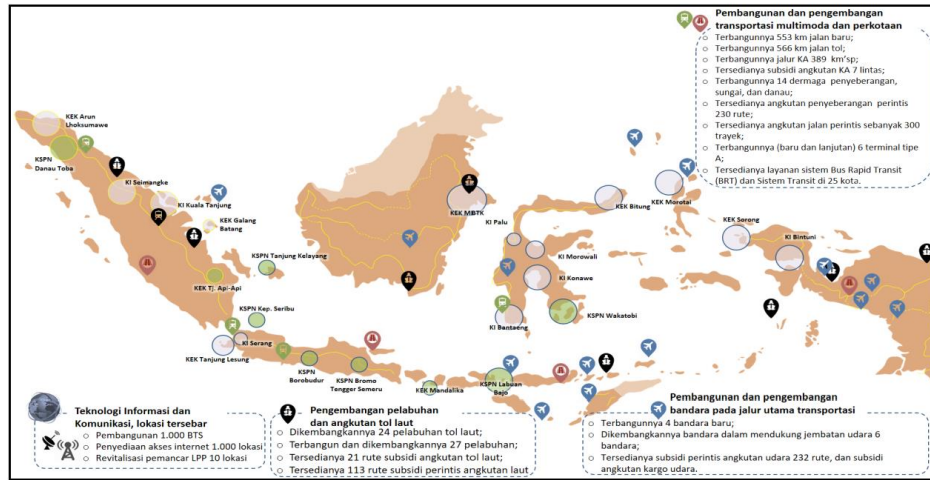 Pembangunan dan pengembangan
transportasi multimoda dan perkotaan
o Terbangunnya 553 km jalan baru;
o Terbangunnya 566 km jalan tol;
o Terbangunnya jalur KA 389 km'sp;
o Tersedianya subsidi angkutan KA 7 lintas;
o Terbangunnya 14 dermaga penyeberangan,
sungai, dan danau;
o Tersedianya angkutan penyeberangan perintis
230 rute;
o Tersedianya angkutan jalan perintis sebanyak 300
trayek;
o Terbangunnya (baru dan lanjutan) 6 terminal tipe
A;
o Tersedianya layanan sistem Bus Rapid Transit
(BRT) dan Sistem Transit di 25 kota.
KEK Arun
Lhoksumawe
KSPN
Danau Toba
KI Seimangke
KI Kuala Tanjung
KEK Galang
Batang
KSPN Tanjung Kelayang
KEK Tj. Api-Api
KSPN Kep. Seribu
KI Serang
KEK Tanjung Lesung
KSPN
Borobudur
KSPN Bromo
Tengger Semeru
KEK Mandalika
KSPN Labuan
Bajo
KEK MBTK
KI Palu
KI Morowali
KI Konawe
KI Bantaeng
KSPN Wakatobi
KEK Bitung
KEK Morotai
KEK Sorong
KI Bintuni
Teknologi Informasi dan
Komunikasi, lokasi tersebar
o Pembangunan 1.000 BTS
o Penyediaan akses internet 1.000 lokasi
o Revitalisasi pemancar LPP 10 lokasi
Pengembangan pelabuhan
dan angkutan tol laut
o Dikembangkannya 24 pelabuhan tol laut;
o Terbangun dan dikembangkannya 27 pelabuhan;
o Tersedianya 21 rute subsidi angkutan tol laut;
o Tersedianya 113 rute subsidi perintis angkutan laut
Pembangunan dan pengembangan
bandara pada jalur utama transportasi
o Terbangunnya 4 bandara baru;
o Dikembangkannya bandara dalam mendukung jembatan udara 6
bandara;
o Tersedianya subsidi perintis angkutan udara 232 rute, dan subsidi
angkutan kargo udara.